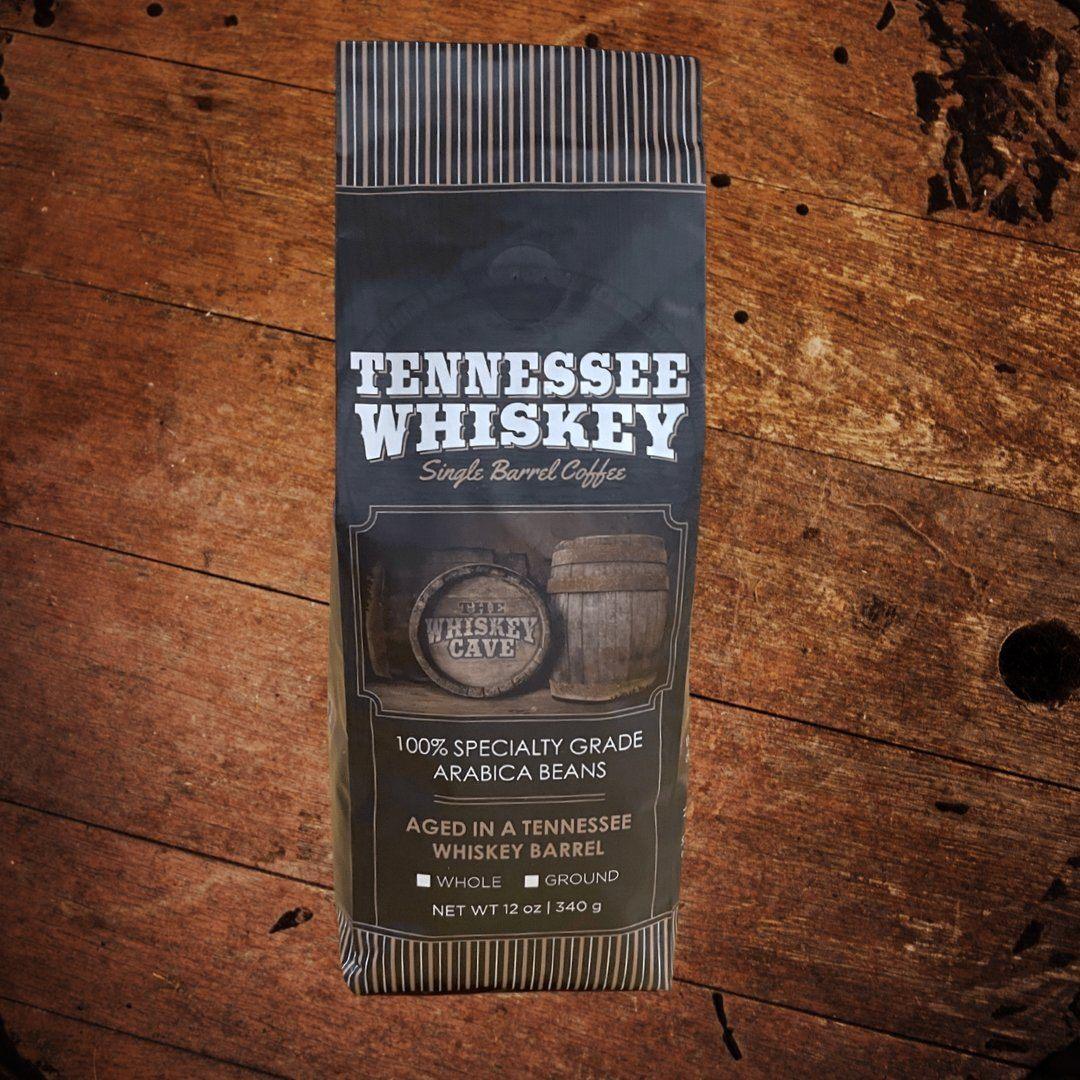 TENNESSEE
WHISKEY
Single Barrel Coffee
THE
WHISKEY
CAVE
100% SPECIALTY GRADE
ARABICA BEANS
AGED IN A TENNESSEE
WHISKEY BARREL
WHOLE GROUND
NET WT 12 oz | 340 g